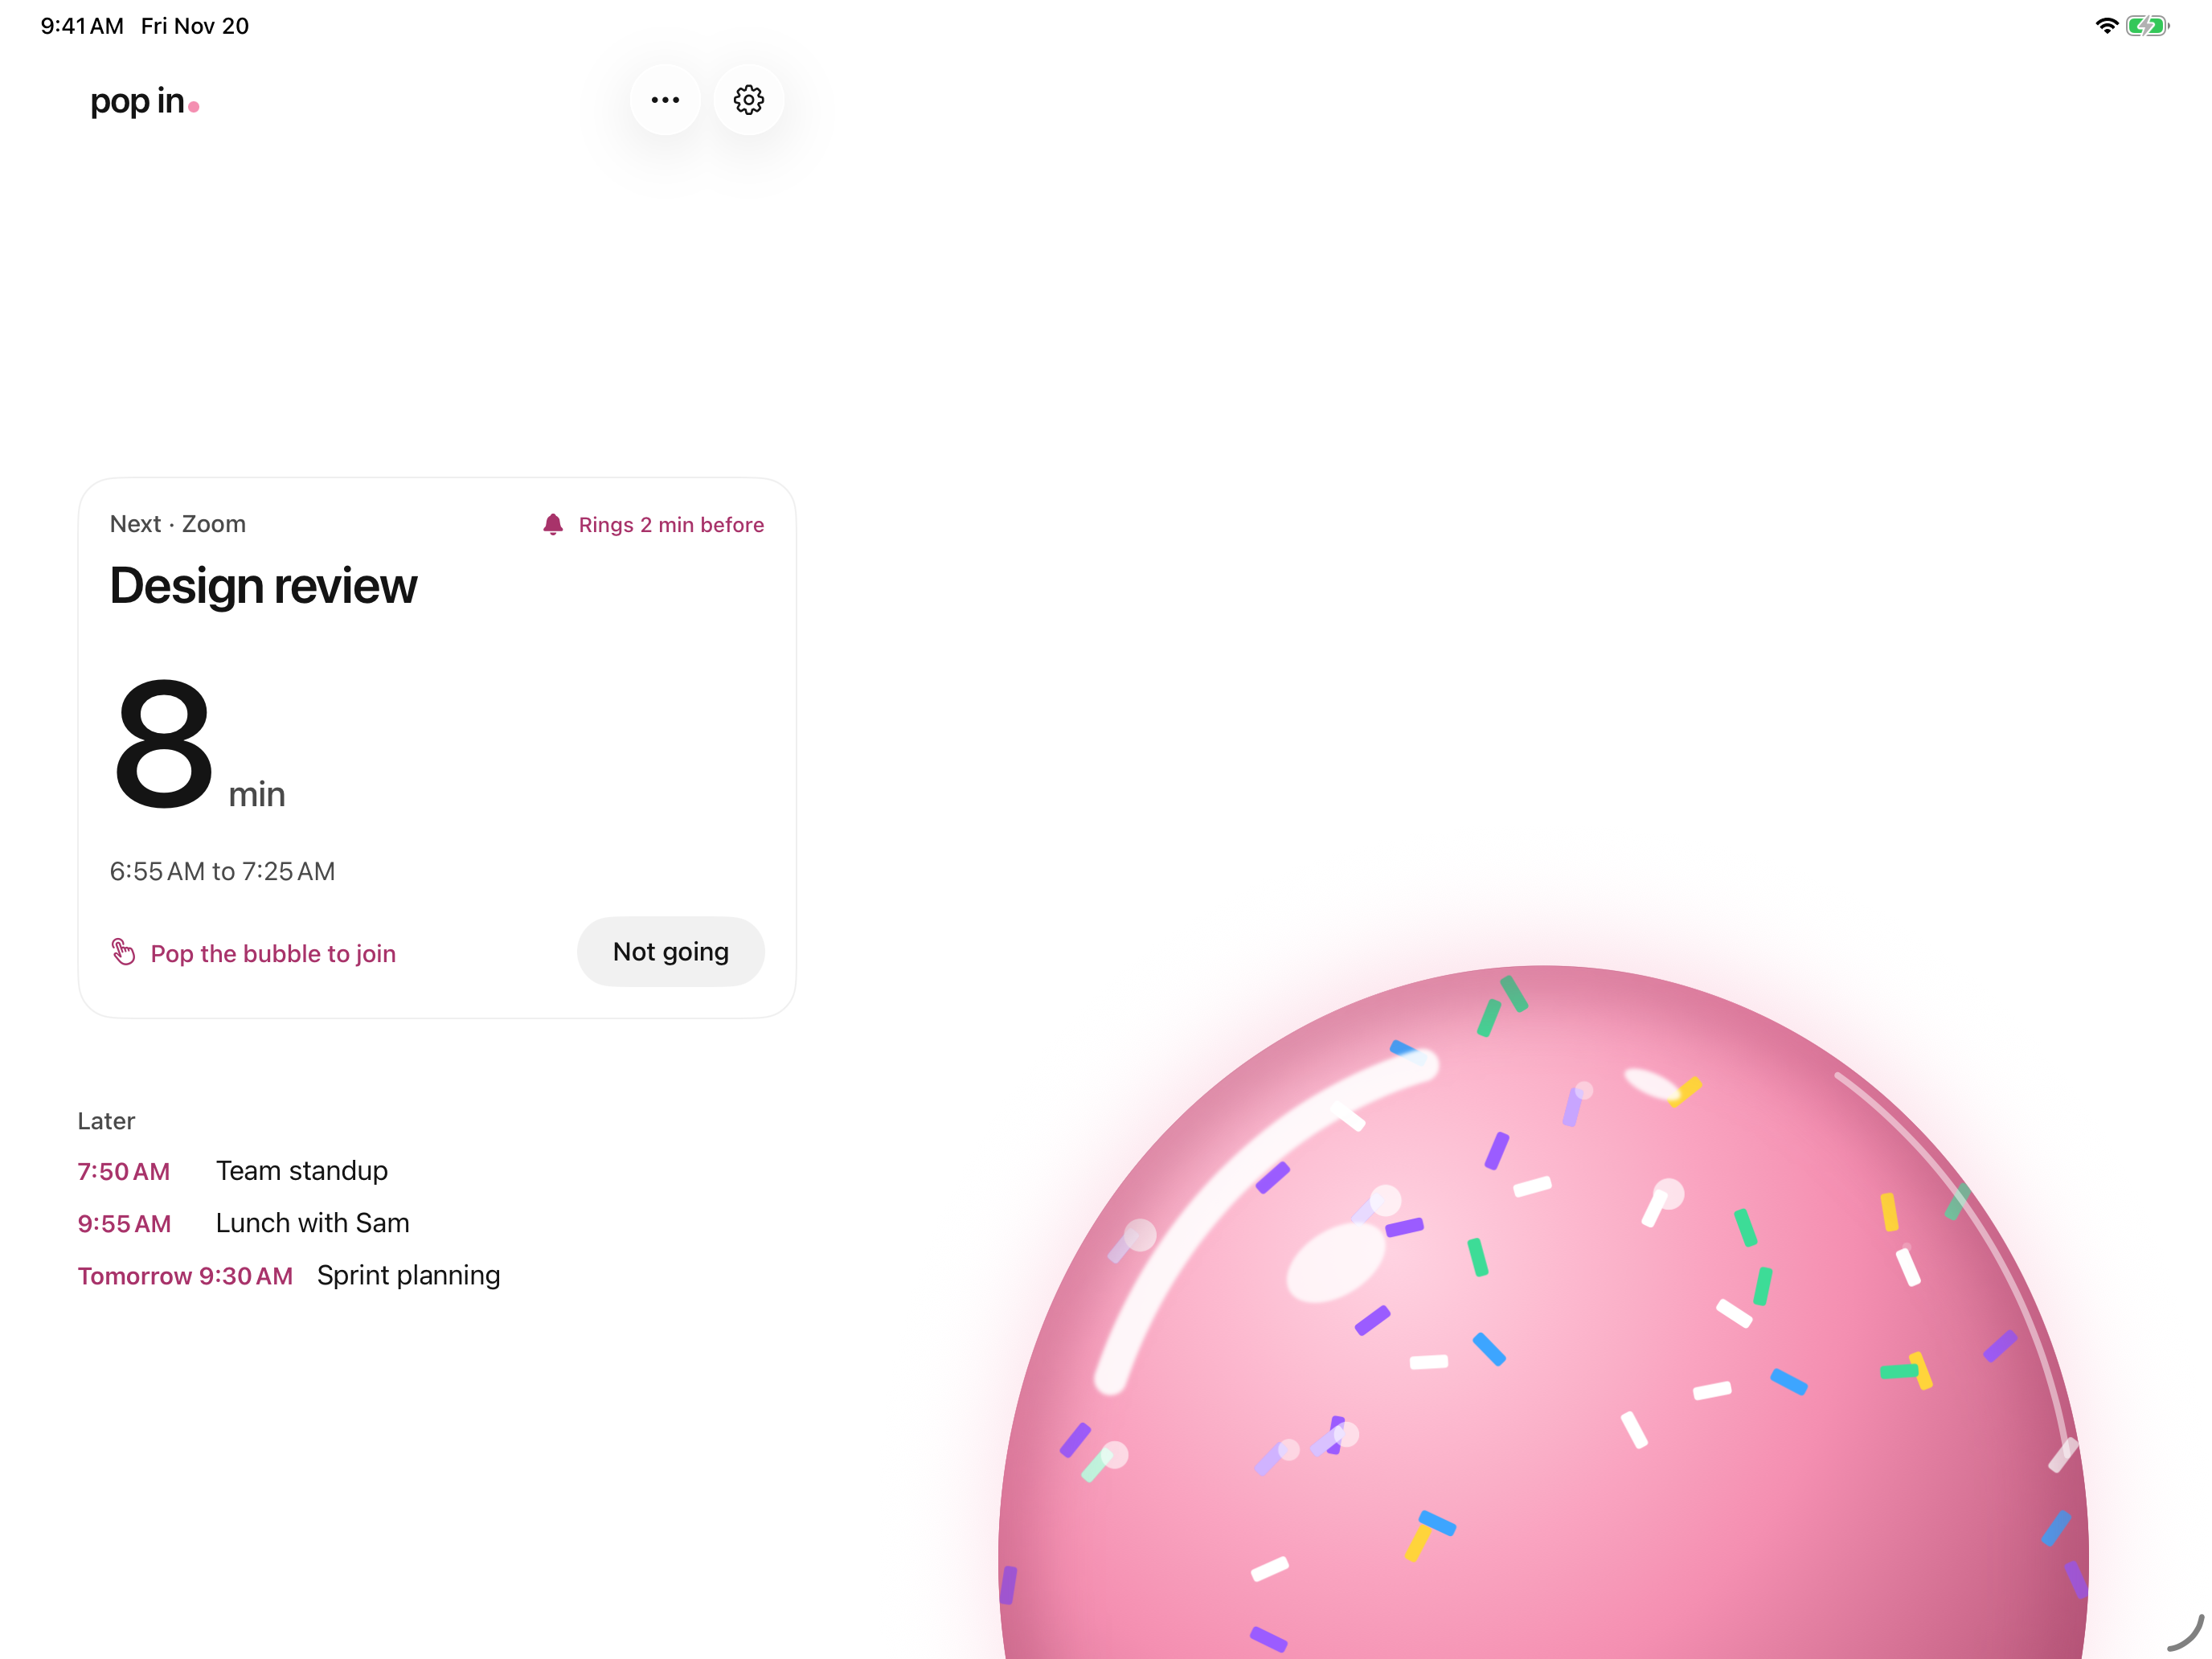 9:41 AM Fri Nov 20
pop in.
Next · Zoom
Rings 2 min before
Design review
8 min
6:55 AM to 7:25 AM
Pop the bubble to join
Not going
Later
7:50 AM Team standup
9:55 AM Lunch with Sam
Tomorrow 9:30 AM Sprint planning